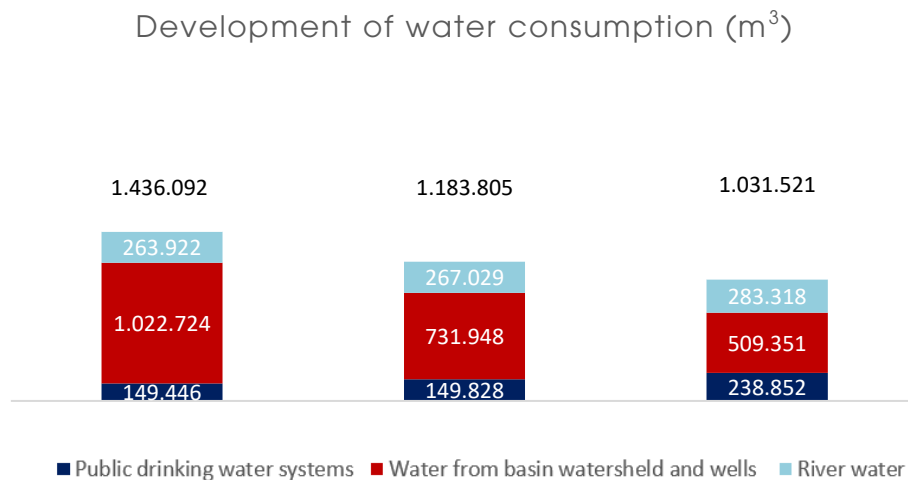 Development of water consumption (m³)
1.436.092 1.183.805 1.031.521
263.922 267.029 283.318
1.022.724 731.948 509.351
149.446 149.828 238.852
Public drinking water systems Water from basin watersheld and wells River water